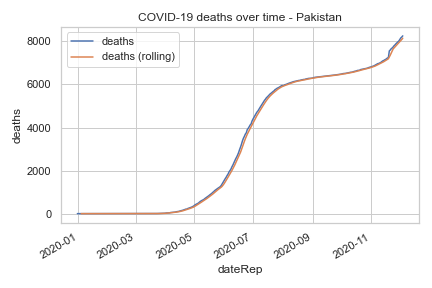 COVID-19 deaths over time - Pakistan
deaths
deaths (rolling)
8000
6000
4000
2000
0
deaths
2020-01
2020-03
2020-05
2020-07
2020-09
2020-11
dateRep